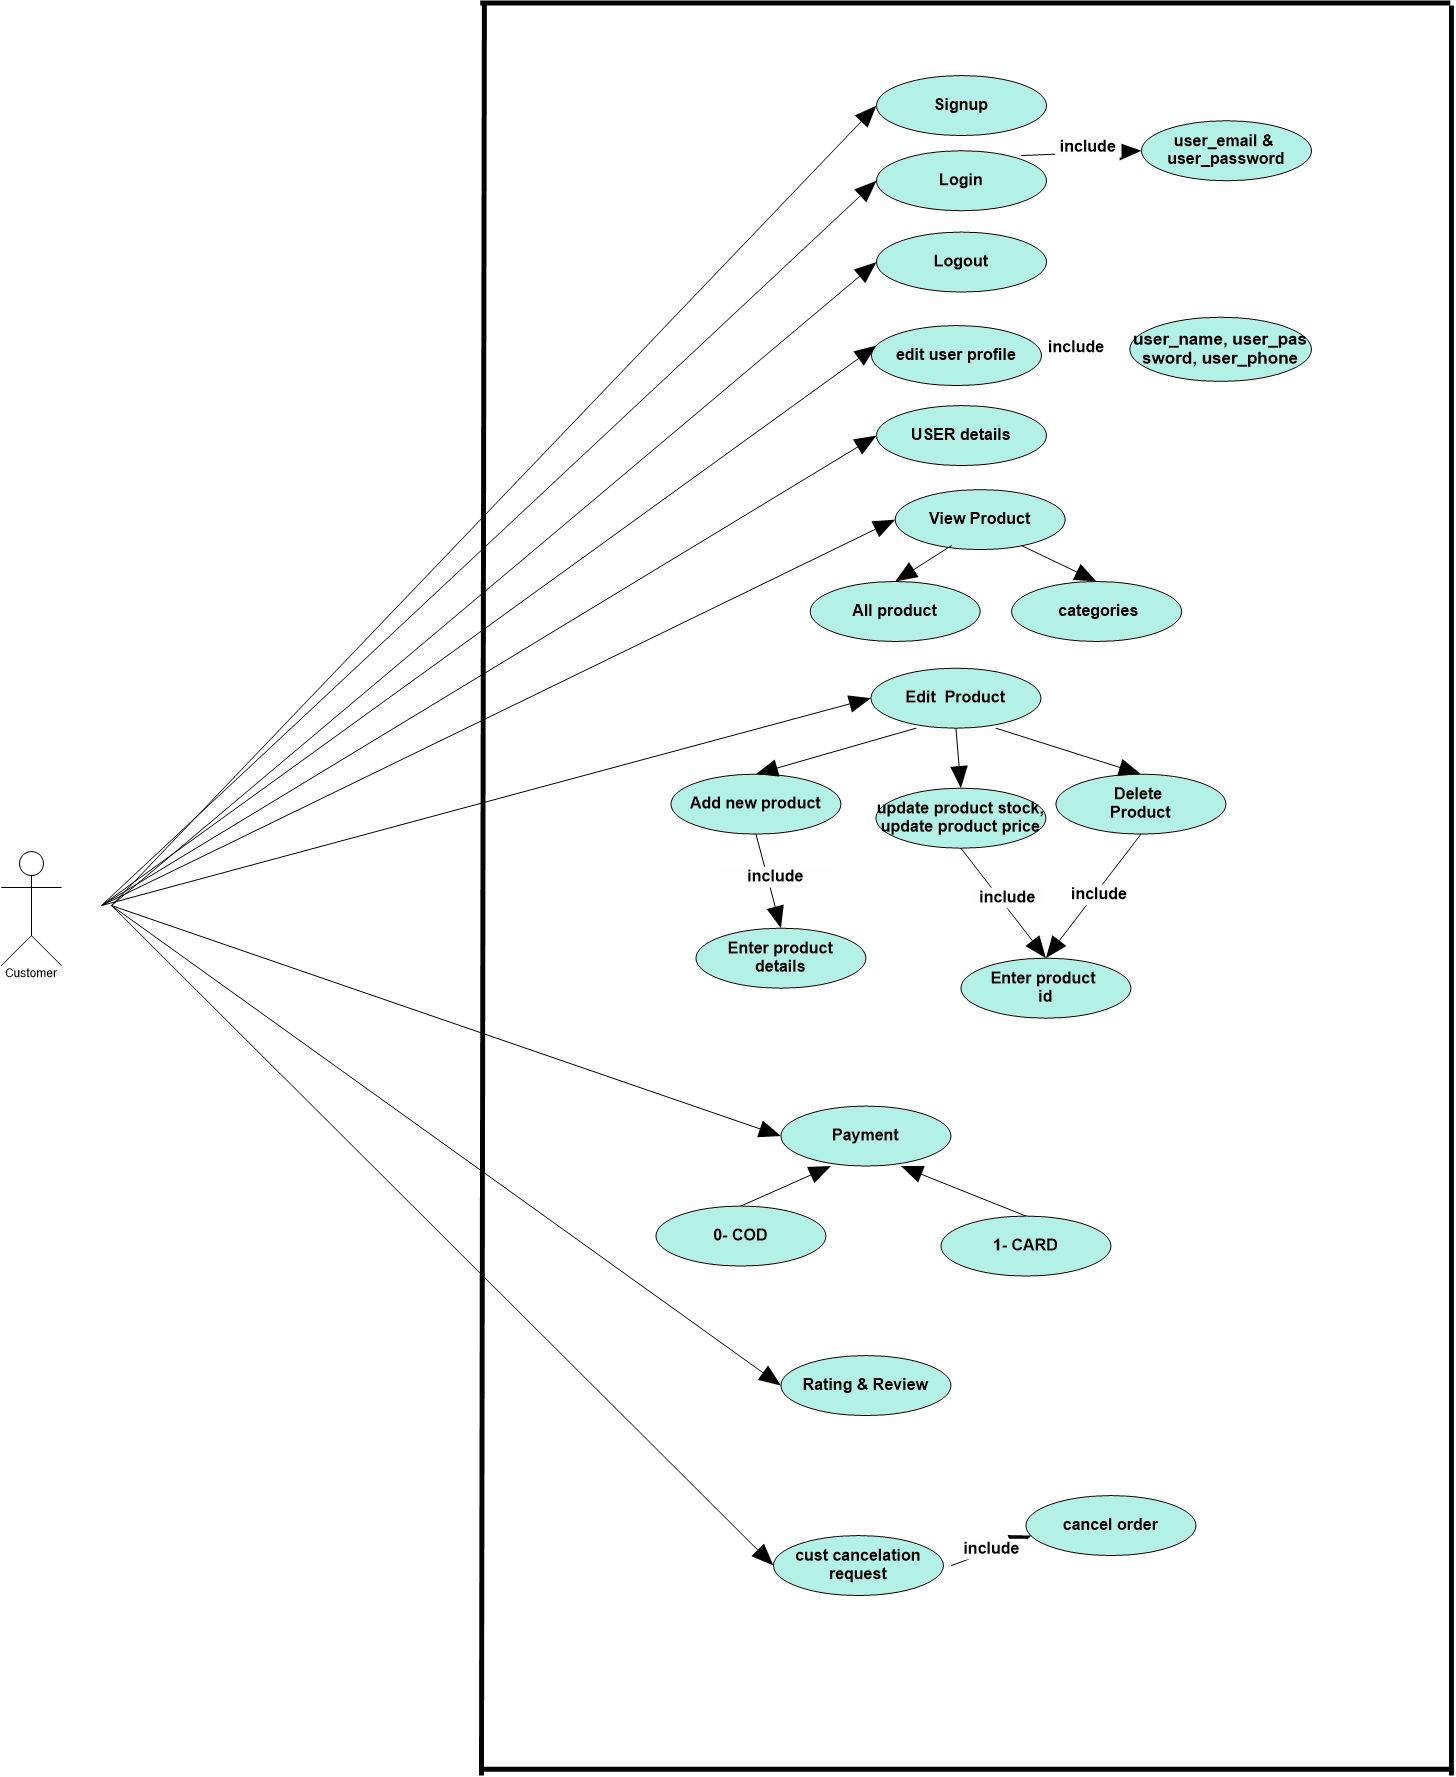 Signup
include
user_email &
user_password
Login
Logout
edit user profile
include
user_name, user_pas
sword, user_phone
USER details
View Product
All product
categories
Edit  Product
Add new product
update product stock,
update product price
Delete
Product
include
include
include
Enter product
details
Enter product
id
Customer
Payment
0- COD
1- CARD
Rating & Review
cancel order
include
cust cancelation
request